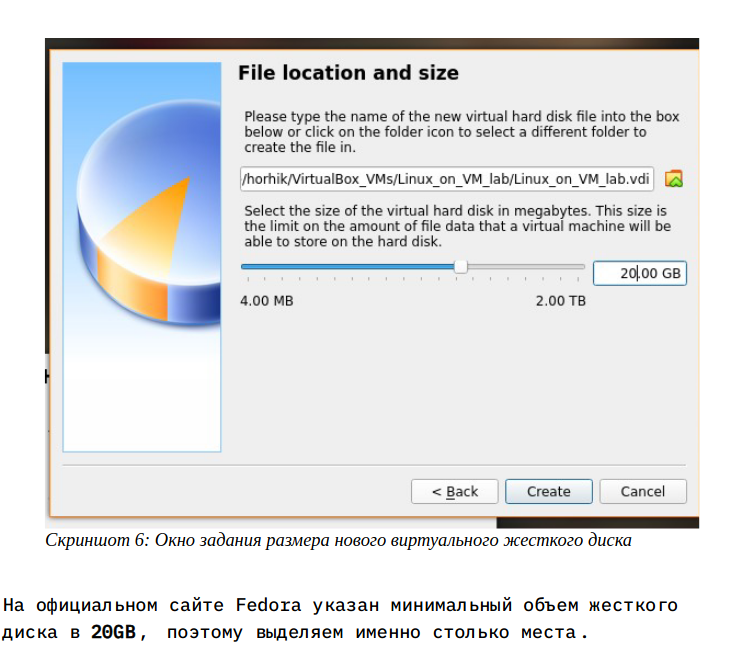 File location and size
Please type the name of the new virtual hard disk file into the box
below or click on the folder icon to select a different folder to
create the file in.
/horhik/VirtualBox_VMs/Linux_on_VM_lab/Linux_on_VM_lab.vdi
Select the size of the virtual hard disk in megabytes. This size is
the limit on the amount of file data that a virtual machine will be
able to store on the hard disk.
20.00 GB
4.00 MB 2.00 TB
< Back Create Cancel
Скриншот 6: Окно задания размера нового виртуального жесткого диска
На официальном сайте Fedora указан минимальный объем жесткого
диска в 20GB, поэтому выделяем именно столько места.